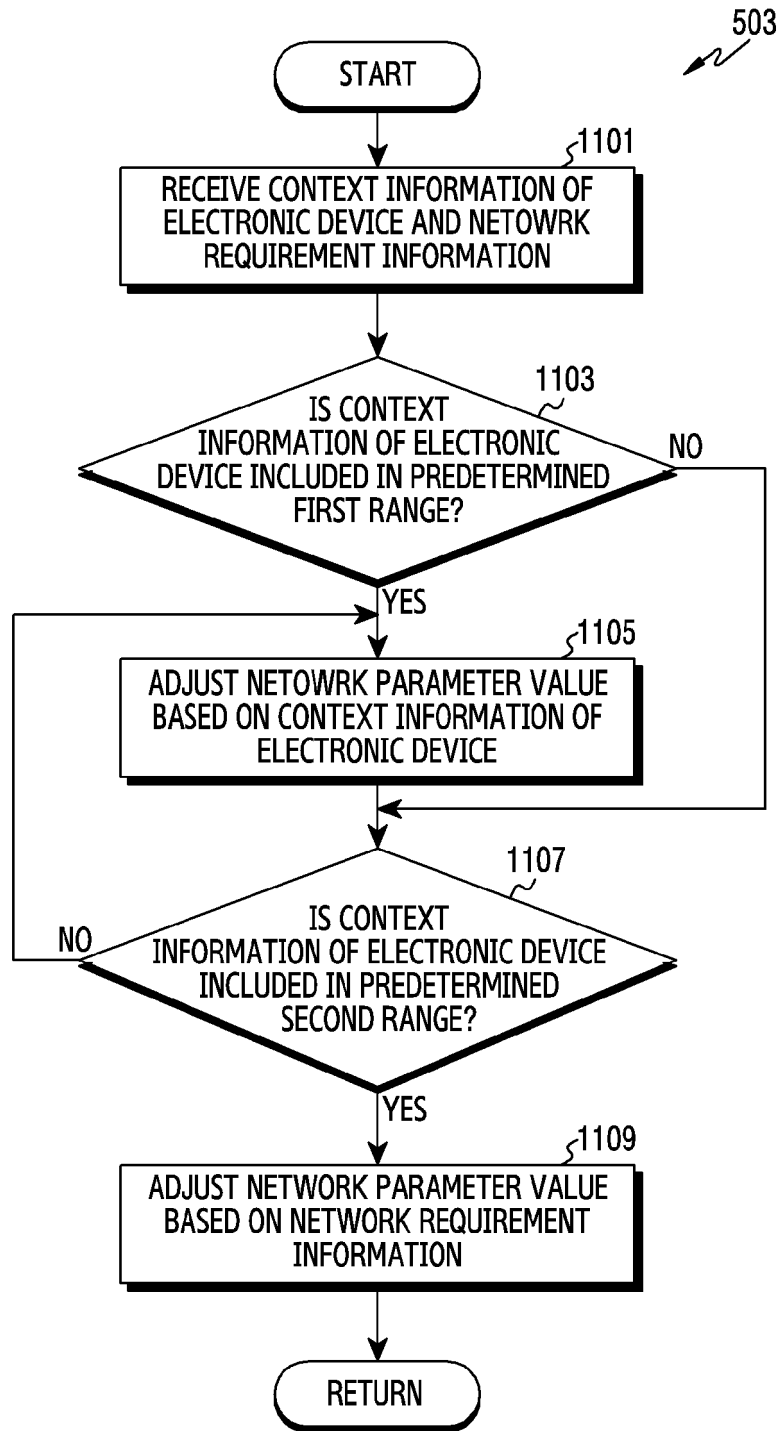 503
START
1101
RECEIVE CONTEXT INFORMATION OF
ELECTRONIC DEVICE AND NETOWRK
REQUIREMENT INFORMATION
1103
IS CONTEXT
INFORMATION OF ELECTRONIC
DEVICE INCLUDED IN PREDETERMINED
FIRST RANGE?
NO
YES
1105
ADJUST NETOWRK PARAMETER VALUE
BASED ON CONTEXT INFORMATION OF
ELECTRONIC DEVICE
1107
IS CONTEXT
INFORMATION OF ELECTRONIC DEVICE
INCLUDED IN PREDETERMINED
SECOND RANGE?
NO
YES
1109
ADJUST NETWORK PARAMETER VALUE
BASED ON NETWORK REQUIREMENT
INFORMATION
RETURN